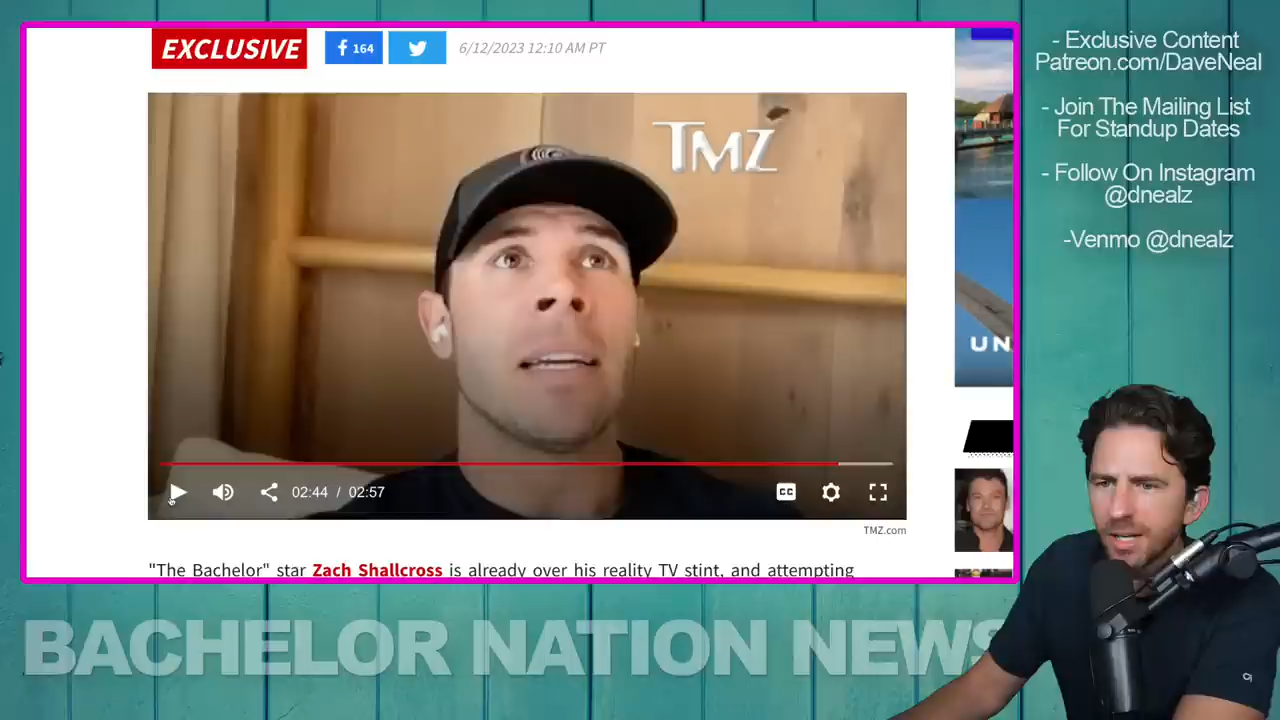 EXCLUSIVE
f 164
6/12/2023 12:10 AM PT
TMZ
02:44 / 02:57
CC
TMZ.com
"The Bachelor" star Zach Shallcross is already over his reality TV stint, and attempting
UN
- Exclusive Content
Patreon.com/DaveNeal
- Join The Mailing List
For Standup Dates
- Follow On Instagram
@dnealz
-Venmo @dnealz
BACHELOR NATION NEWS